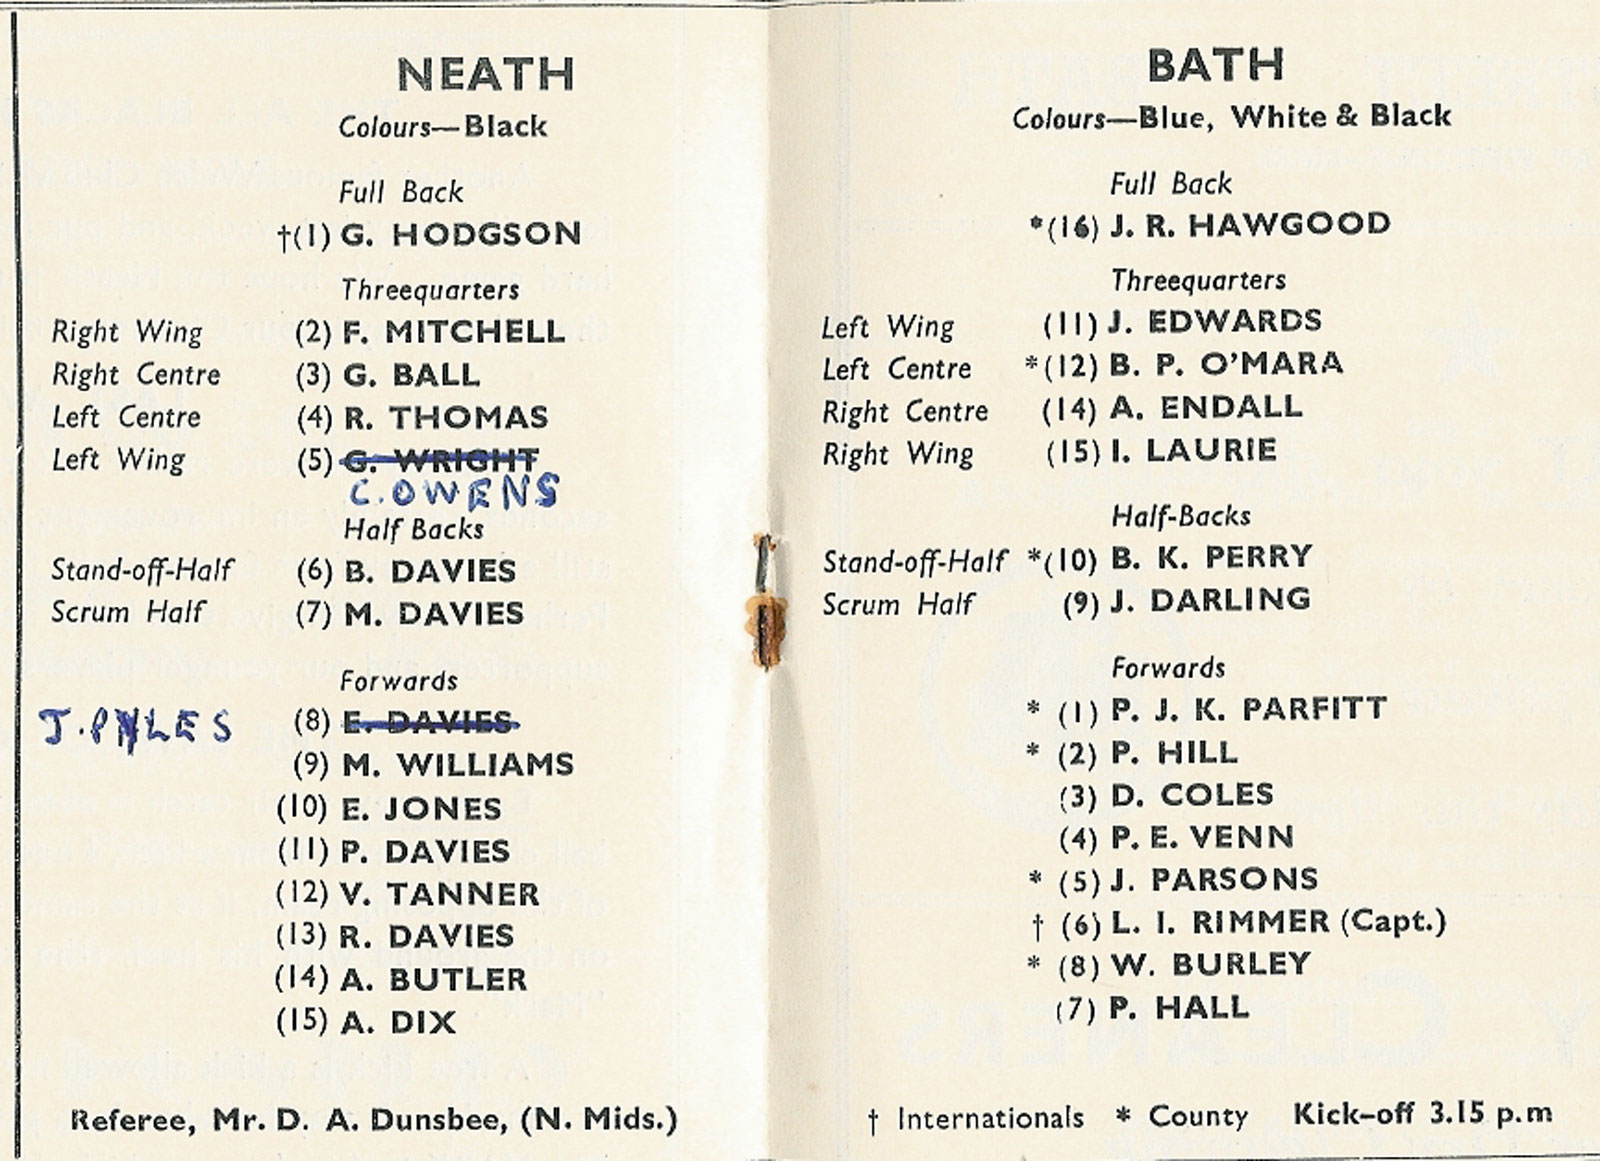 NEATH
Colours—Black
Full Back
†(1) G. HODGSON
Threequarters
Right Wing (2) F. MITCHELL
Right Centre (3) G. BALL
Left Centre (4) R. THOMAS
Left Wing (5) G. WRIGHT
C. OWENS
Half Backs
Stand-off-Half (6) B. DAVIES
Scrum Half (7) M. DAVIES
Forwards
J. PYLES (8) E. DAVIES
(9) M. WILLIAMS
(10) E. JONES
(11) P. DAVIES
(12) V. TANNER
(13) R. DAVIES
(14) A. BUTLER
(15) A. DIX
Referee, Mr. D. A. Dunsbee, (N. Mids.)
BATH
Colours—Blue, White & Black
Full Back
*(16) J. R. HAWGOOD
Threequarters
Left Wing (11) J. EDWARDS
Left Centre *(12) B. P. O'MARA
Right Centre (14) A. ENDALL
Right Wing (15) I. LAURIE
Half-Backs
Stand-off-Half *(10) B. K. PERRY
Scrum Half (9) J. DARLING
Forwards
* (1) P. J. K. PARFITT
* (2) P. HILL
(3) D. COLES
(4) P. E. VENN
* (5) J. PARSONS
† (6) L. I. RIMMER (Capt.)
* (8) W. BURLEY
(7) P. HALL
† Internationals * County Kick-off 3.15 p.m